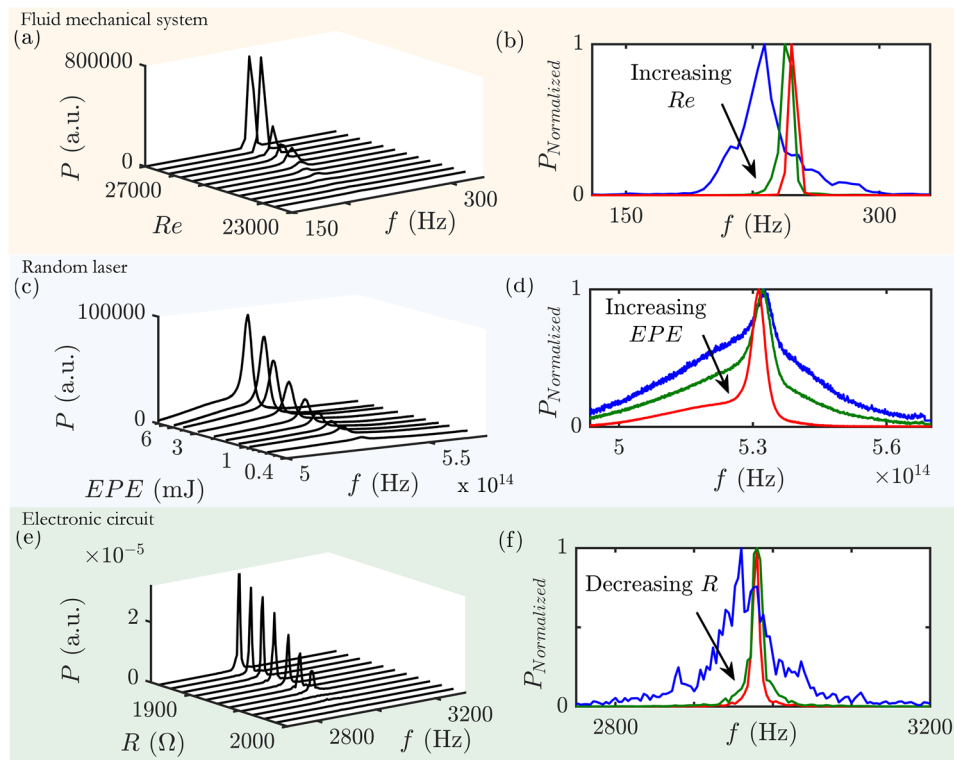 Fluid mechanical system
(a)
800000
P (a.u.)
0
27000
Re
23000
150
f (Hz)
300
(b)
1
P_Normalized
0
Increasing
Re
150
f (Hz)
300
Random laser
(c)
100000
P (a.u.)
0
6
3
1
0.4
EPE (mJ)
5
f (Hz)
5.5
x 10^14
(d)
1
P_Normalized
0
Increasing
EPE
5
5.3
5.6
f (Hz)
×10^14
Electronic circuit
(e)
×10^−5
2
P (a.u.)
0
1900
R (Ω)
2000
2800
f (Hz)
3200
(f)
1
P_Normalized
0
Decreasing R
2800
f (Hz)
3200